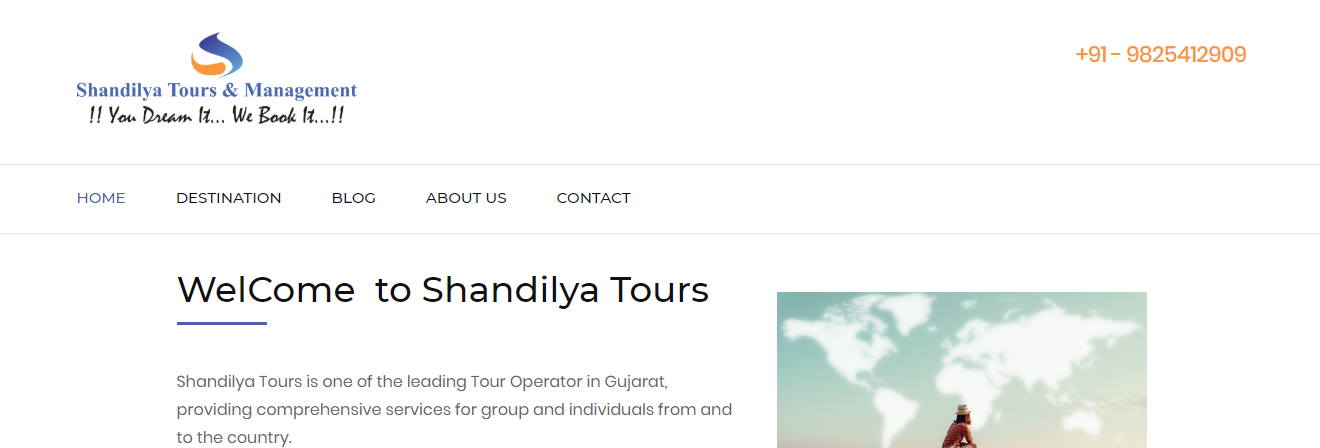 Shandilya Tours & Management
!! You Dream It... We Book It...!!
+91 - 9825412909
HOME DESTINATION BLOG ABOUT US CONTACT
WelCome to Shandilya Tours
Shandilya Tours is one of the leading Tour Operator in Gujarat,
providing comprehensive services for group and individuals from and
to the country.